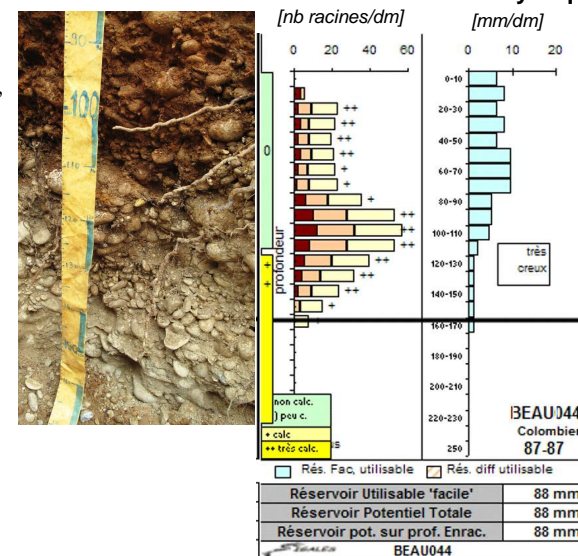 [nb racines/dm]
[mm/dm]
0 20 40 60
0 10 20
90
100
110
0
+
+
profondeur
++
++
++
++
+
+
+
++
++
++
++
++
++
+
0-10
20-30
40-50
60-70
80-90
100-110
120-130
140-150
160-170
180-190
200-210
220-230
250
très
creux
non calc.
) peu c.
+ calc
++ très calc.
us
BEAU044
Colombier
87-87
Rés. Fac, utilisable
Rés. diff utilisable
Réservoir Utilisable 'facile' 88 mm
Réservoir Potentiel Totale 88 mm
Réservoir pot. sur prof. Enrac. 88 mm
SIGALES
BEAU044